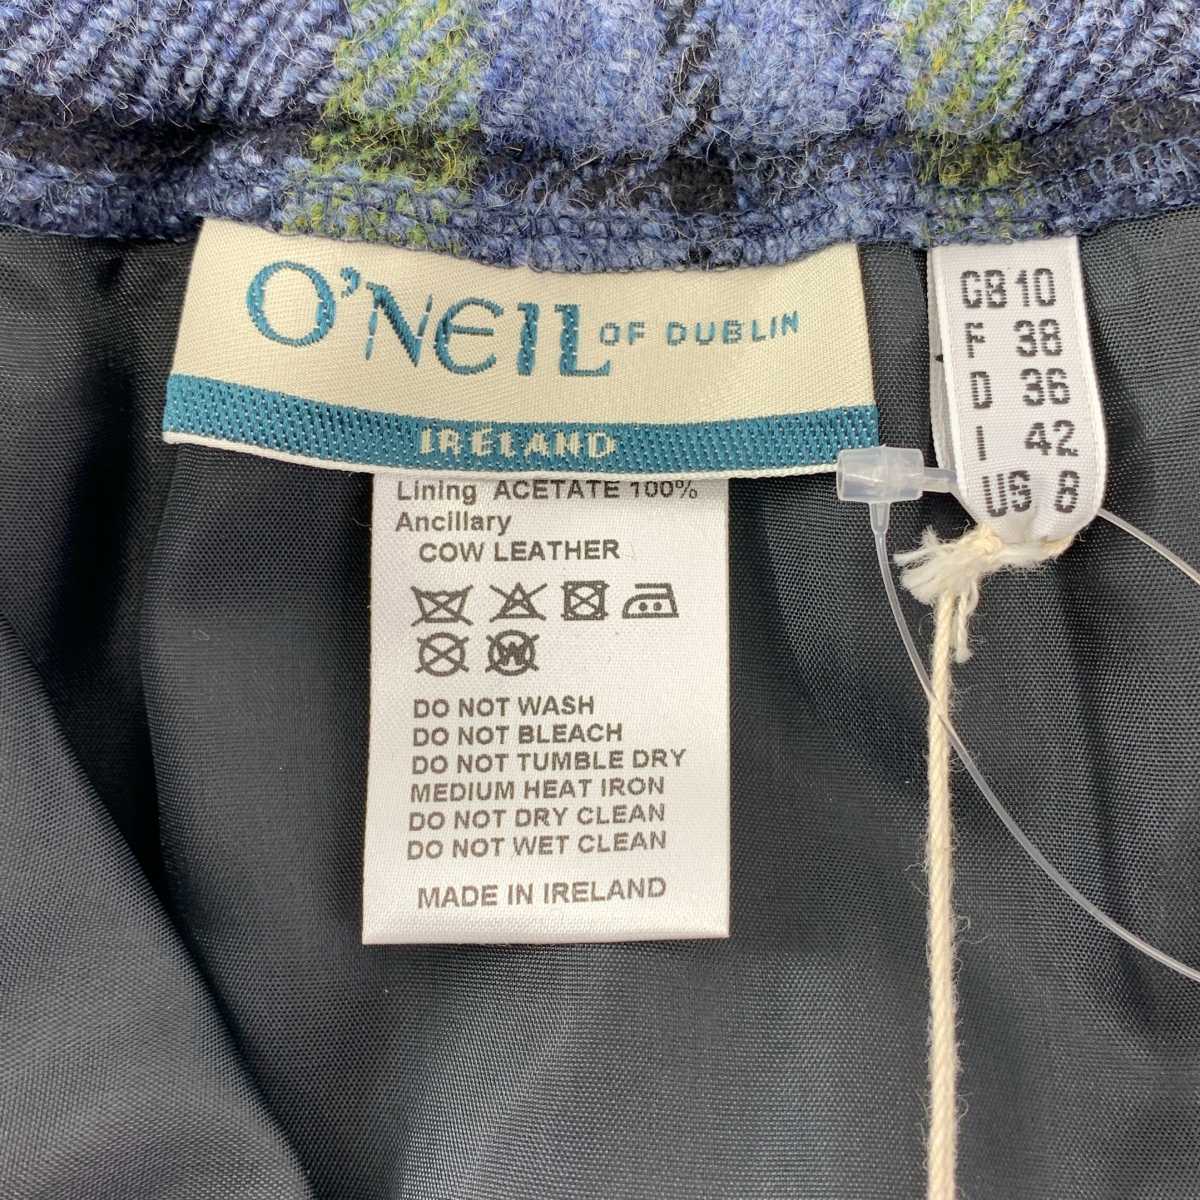 O'NEIL OF DUBLIN
IRELAND
GB 10
F 38
D 36
I 42
US 8
Lining ACETATE 100%
Ancillary
COW LEATHER
W
DO NOT WASH
DO NOT BLEACH
DO NOT TUMBLE DRY
MEDIUM HEAT IRON
DO NOT DRY CLEAN
DO NOT WET CLEAN
MADE IN IRELAND